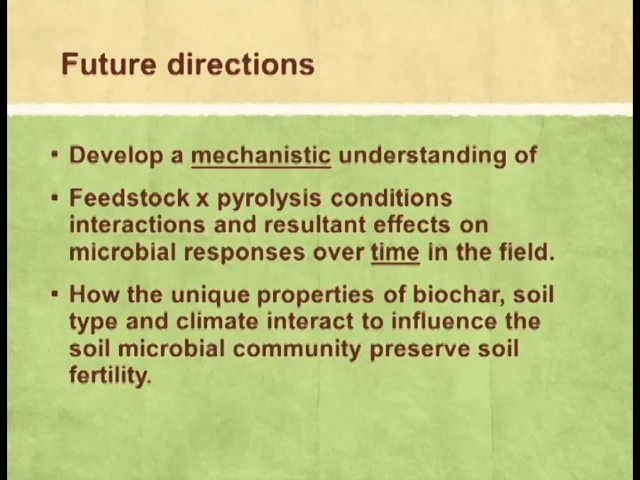 Future directions
▪ Develop a mechanistic understanding of
▪ Feedstock x pyrolysis conditions
interactions and resultant effects on
microbial responses over time in the field.
▪ How the unique properties of biochar, soil
type and climate interact to influence the
soil microbial community preserve soil
fertility.